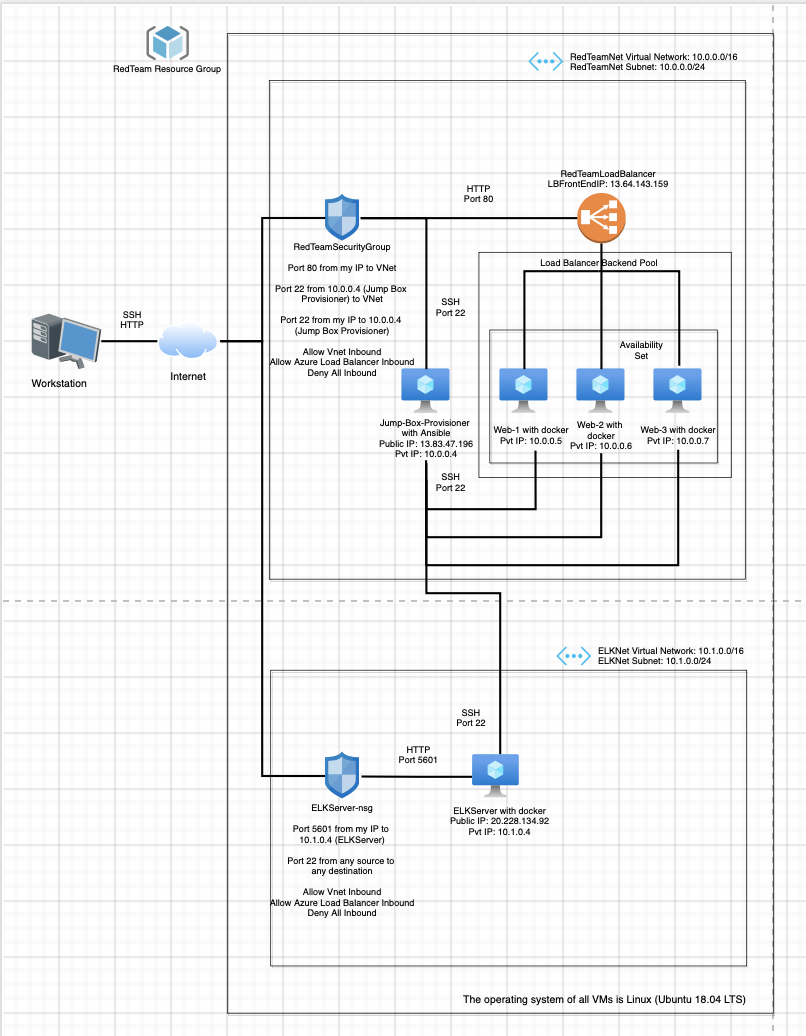 RedTeam Resource Group
RedTeamNet Virtual Network: 10.0.0.0/16
RedTeamNet Subnet: 10.0.0.0/24
RedTeamLoadBalancer
LBFrontEndIP: 13.64.143.159
HTTP
Port 80
RedTeamSecurityGroup
Port 80 from my IP to VNet
Port 22 from 10.0.0.4 (Jump Box
Provisioner) to VNet
Port 22 from my IP to 10.0.0.4
(Jump Box Provisioner)
Allow Vnet Inbound
Allow Azure Load Balancer Inbound
Deny All Inbound
SSH
Port 22
Load Balancer Backend Pool
Availability
Set
SSH
HTTP
Workstation
Internet
Jump-Box-Provisioner
with Ansible
Public IP: 13.83.47.196
Pvt IP: 10.0.0.4
Web-1 with docker
Pvt IP: 10.0.0.5
Web-2 with
docker
Pvt IP: 10.0.0.6
Web-3 with docker
Pvt IP: 10.0.0.7
SSH
Port 22
ELKNet Virtual Network: 10.1.0.0/16
ELKNet Subnet: 10.1.0.0/24
SSH
Port 22
HTTP
Port 5601
ELKServer-nsg
Port 5601 from my IP to
10.1.0.4 (ELKServer)
Port 22 from any source to
any destination
Allow Vnet Inbound
Allow Azure Load Balancer Inbound
Deny All Inbound
ELKServer with docker
Public IP: 20.228.134.92
Pvt IP: 10.1.0.4
The operating system of all VMs is Linux (Ubuntu 18.04 LTS)